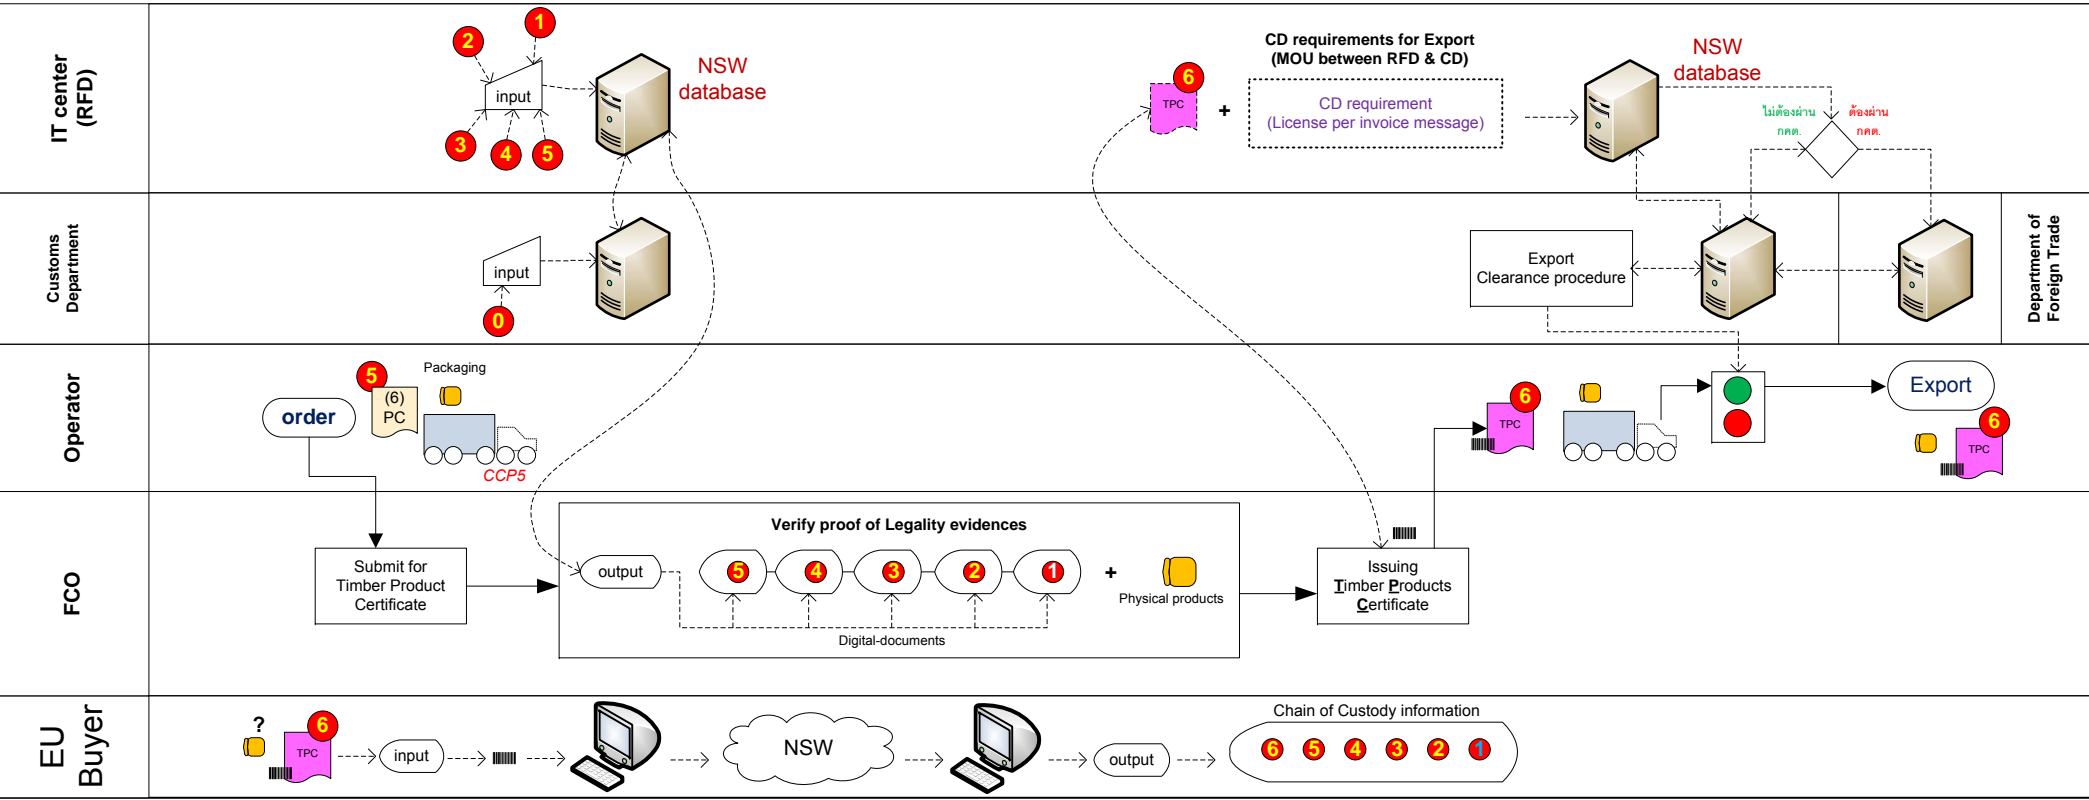 IT center
(RFD)
1
2
input
3
4
5
NSW
database
6
TPC
+
CD requirements for Export
(MOU between RFD & CD)
CD requirement
(License per invoice message)
NSW
database
ไม่ต้องผ่าน
กคต.
ต้องผ่าน
กคต.
Customs
Department
input
0
Export
Clearance procedure
Department of
Foreign Trade
Operator
order
5
(6)
PC
Packaging
CCP5
6
TPC
Export
6
TPC
FCO
Submit for
Timber Product
Certificate
Verify proof of Legality evidences
output
5
4
3
2
1
+
Physical products
Digital-documents
Issuing
Timber Products
Certificate
EU
Buyer
?
6
TPC
input
NSW
output
Chain of Custody information
6
5
4
3
2
1